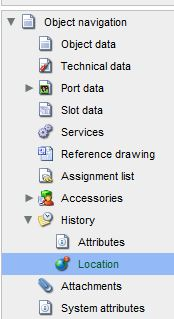 Object navigation
Object data
Technical data
Port data
Slot data
Services
Reference drawing
Assignment list
Accessories
History
Attributes
Location
Attachments
System attributes